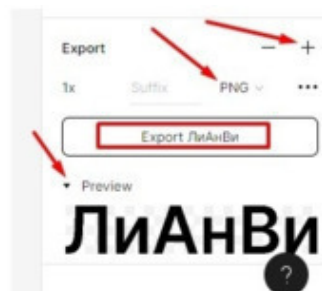 Export
1x Suffix PNG
Export ЛиАнВи
Preview
ЛиАнВи
?